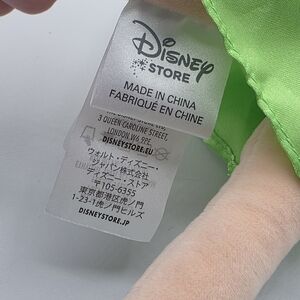 Disney
STORE
MADE IN CHINA
FABRIQUÉ EN CHINE
3 QUEEN CAROLINE STREET,
LONDON W6 9PE.
DISNEYSTORE.EU
ウォルト・ディズニー・
ジャパン株式会社
ディズニー・ストア
〒105-6355
東京都港区虎ノ門
1-23-1虎ノ門ヒルズ
DISNEYSTORE.JP